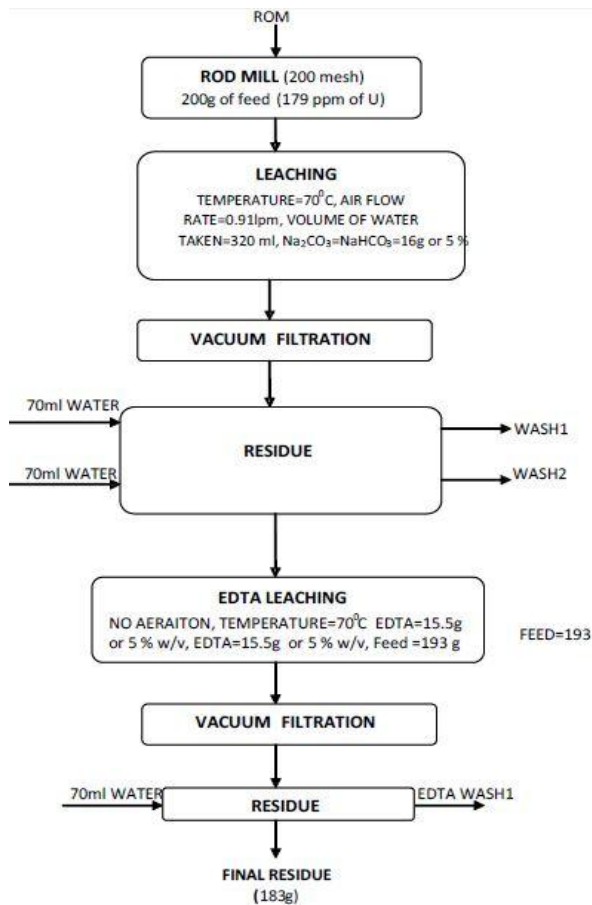 ROM
ROD MILL (200 mesh)
200g of feed (179 ppm of U)
LEACHING
TEMPERATURE=70⁰C, AIR FLOW
RATE=0.91lpm, VOLUME OF WATER
TAKEN=320 ml, Na₂CO₃=NaHCO₃=16g or 5 %
VACUUM FILTRATION
70ml WATER
RESIDUE
WASH1
70ml WATER
WASH2
EDTA LEACHING
NO AERAITON, TEMPERATURE=70⁰C EDTA=15.5g
or 5 % w/v, EDTA=15.5g or 5 % w/v, Feed =193 g
FEED=193
VACUUM FILTRATION
70ml WATER
RESIDUE
EDTA WASH1
FINAL RESIDUE
(183g)